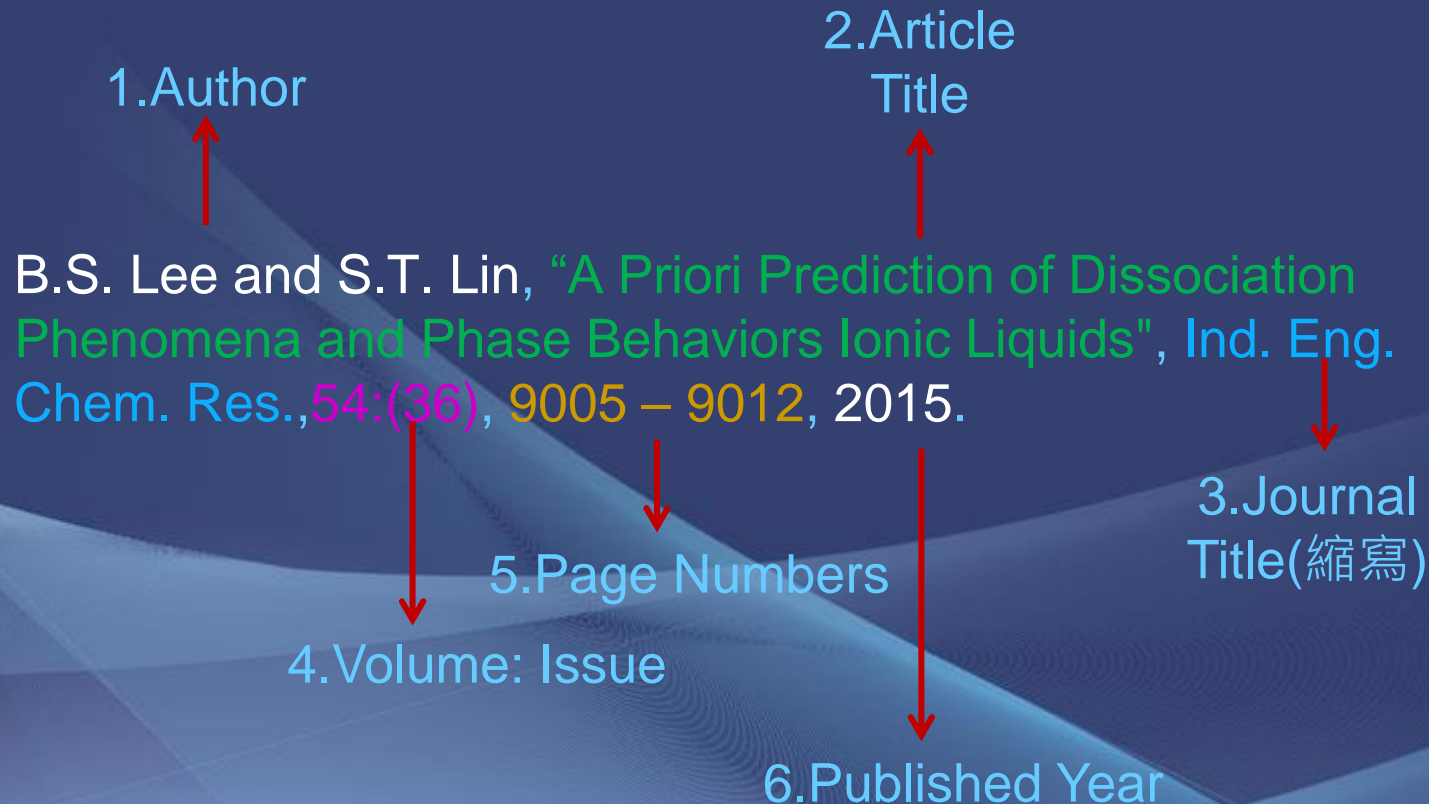 2.Article
Title
1.Author
B.S. Lee and S.T. Lin, “A Priori Prediction of Dissociation
Phenomena and Phase Behaviors Ionic Liquids", Ind. Eng.
Chem. Res.,54:(36), 9005 – 9012, 2015.
3.Journal
Title(縮寫)
5.Page Numbers
4.Volume: Issue
6.Published Year